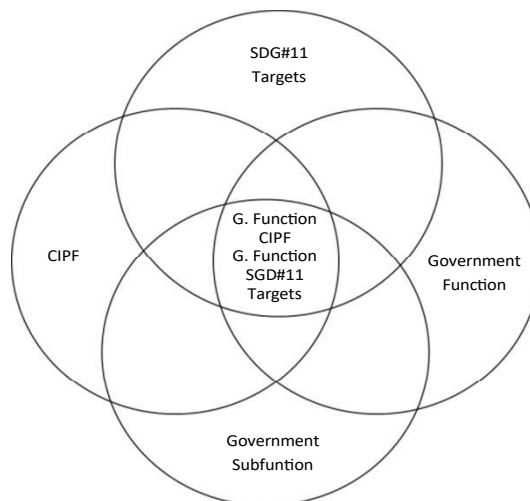 SDG#11
Targets
CIPF
G. Function
CIPF
G. Function
SGD#11
Targets
Government
Function
Government
Subfuntion